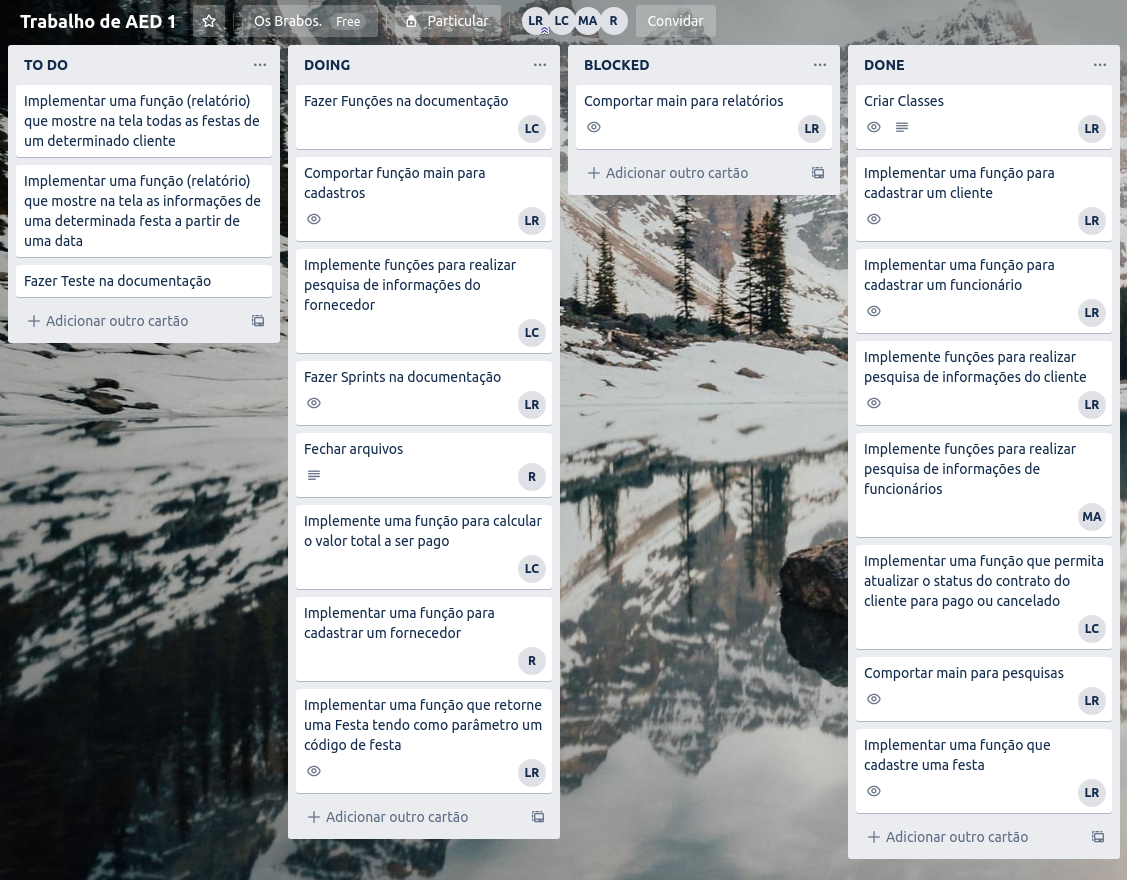 Trabalho de AED 1
Os Brabos. Free
Particular
LR LC MA R
Convidar
TO DO
Implementar uma função (relatório)
que mostre na tela todas as festas de
um determinado cliente
Implementar uma função (relatório)
que mostre na tela as informações de
uma determinada festa a partir de
uma data
Fazer Teste na documentação
Adicionar outro cartão
DOING
Fazer Funções na documentação
LC
Comportar função main para
cadastros
LR
Implemente funções para realizar
pesquisa de informações do
fornecedor
LC
Fazer Sprints na documentação
LR
Fechar arquivos
R
Implemente uma função para calcular
o valor total a ser pago
LC
Implementar uma função para
cadastrar um fornecedor
R
Implementar uma função que retorne
uma Festa tendo como parâmetro um
código de festa
LR
Adicionar outro cartão
BLOCKED
Comportar main para relatórios
LR
Adicionar outro cartão
DONE
Criar Classes
LR
Implementar uma função para
cadastrar um cliente
LR
Implementar uma função para
cadastrar um funcionário
LR
Implemente funções para realizar
pesquisa de informações do cliente
LR
Implemente funções para realizar
pesquisa de informações de
funcionários
MA
Implementar uma função que permita
atualizar o status do contrato do
cliente para pago ou cancelado
LC
Comportar main para pesquisas
LR
Implementar uma função que
cadastre uma festa
LR
Adicionar outro cartão